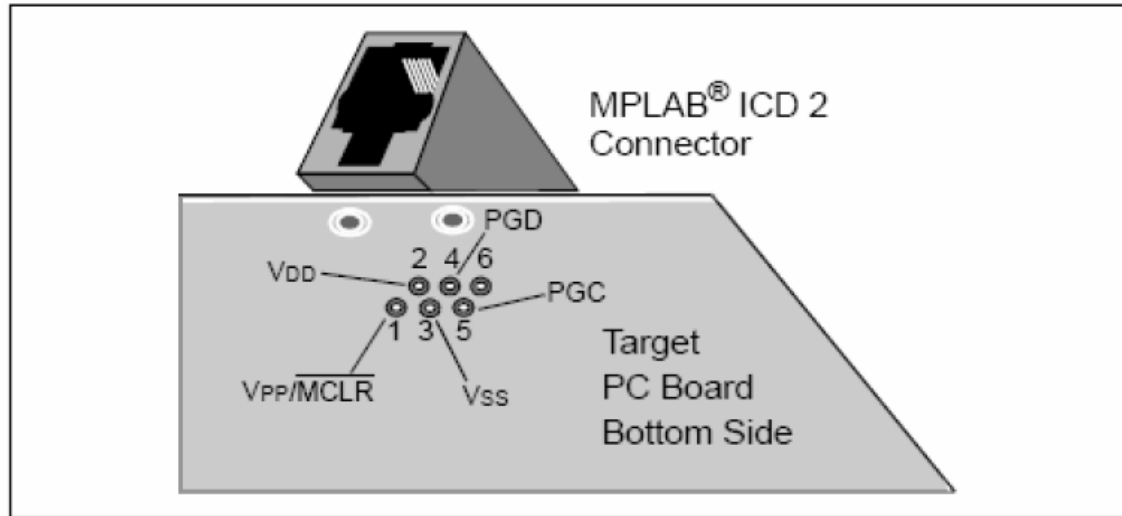 MPLAB® ICD 2
Connector
PGD
2 4 6
VDD
PGC
1 3 5
VPP/MCLR
VSS
Target
PC Board
Bottom Side